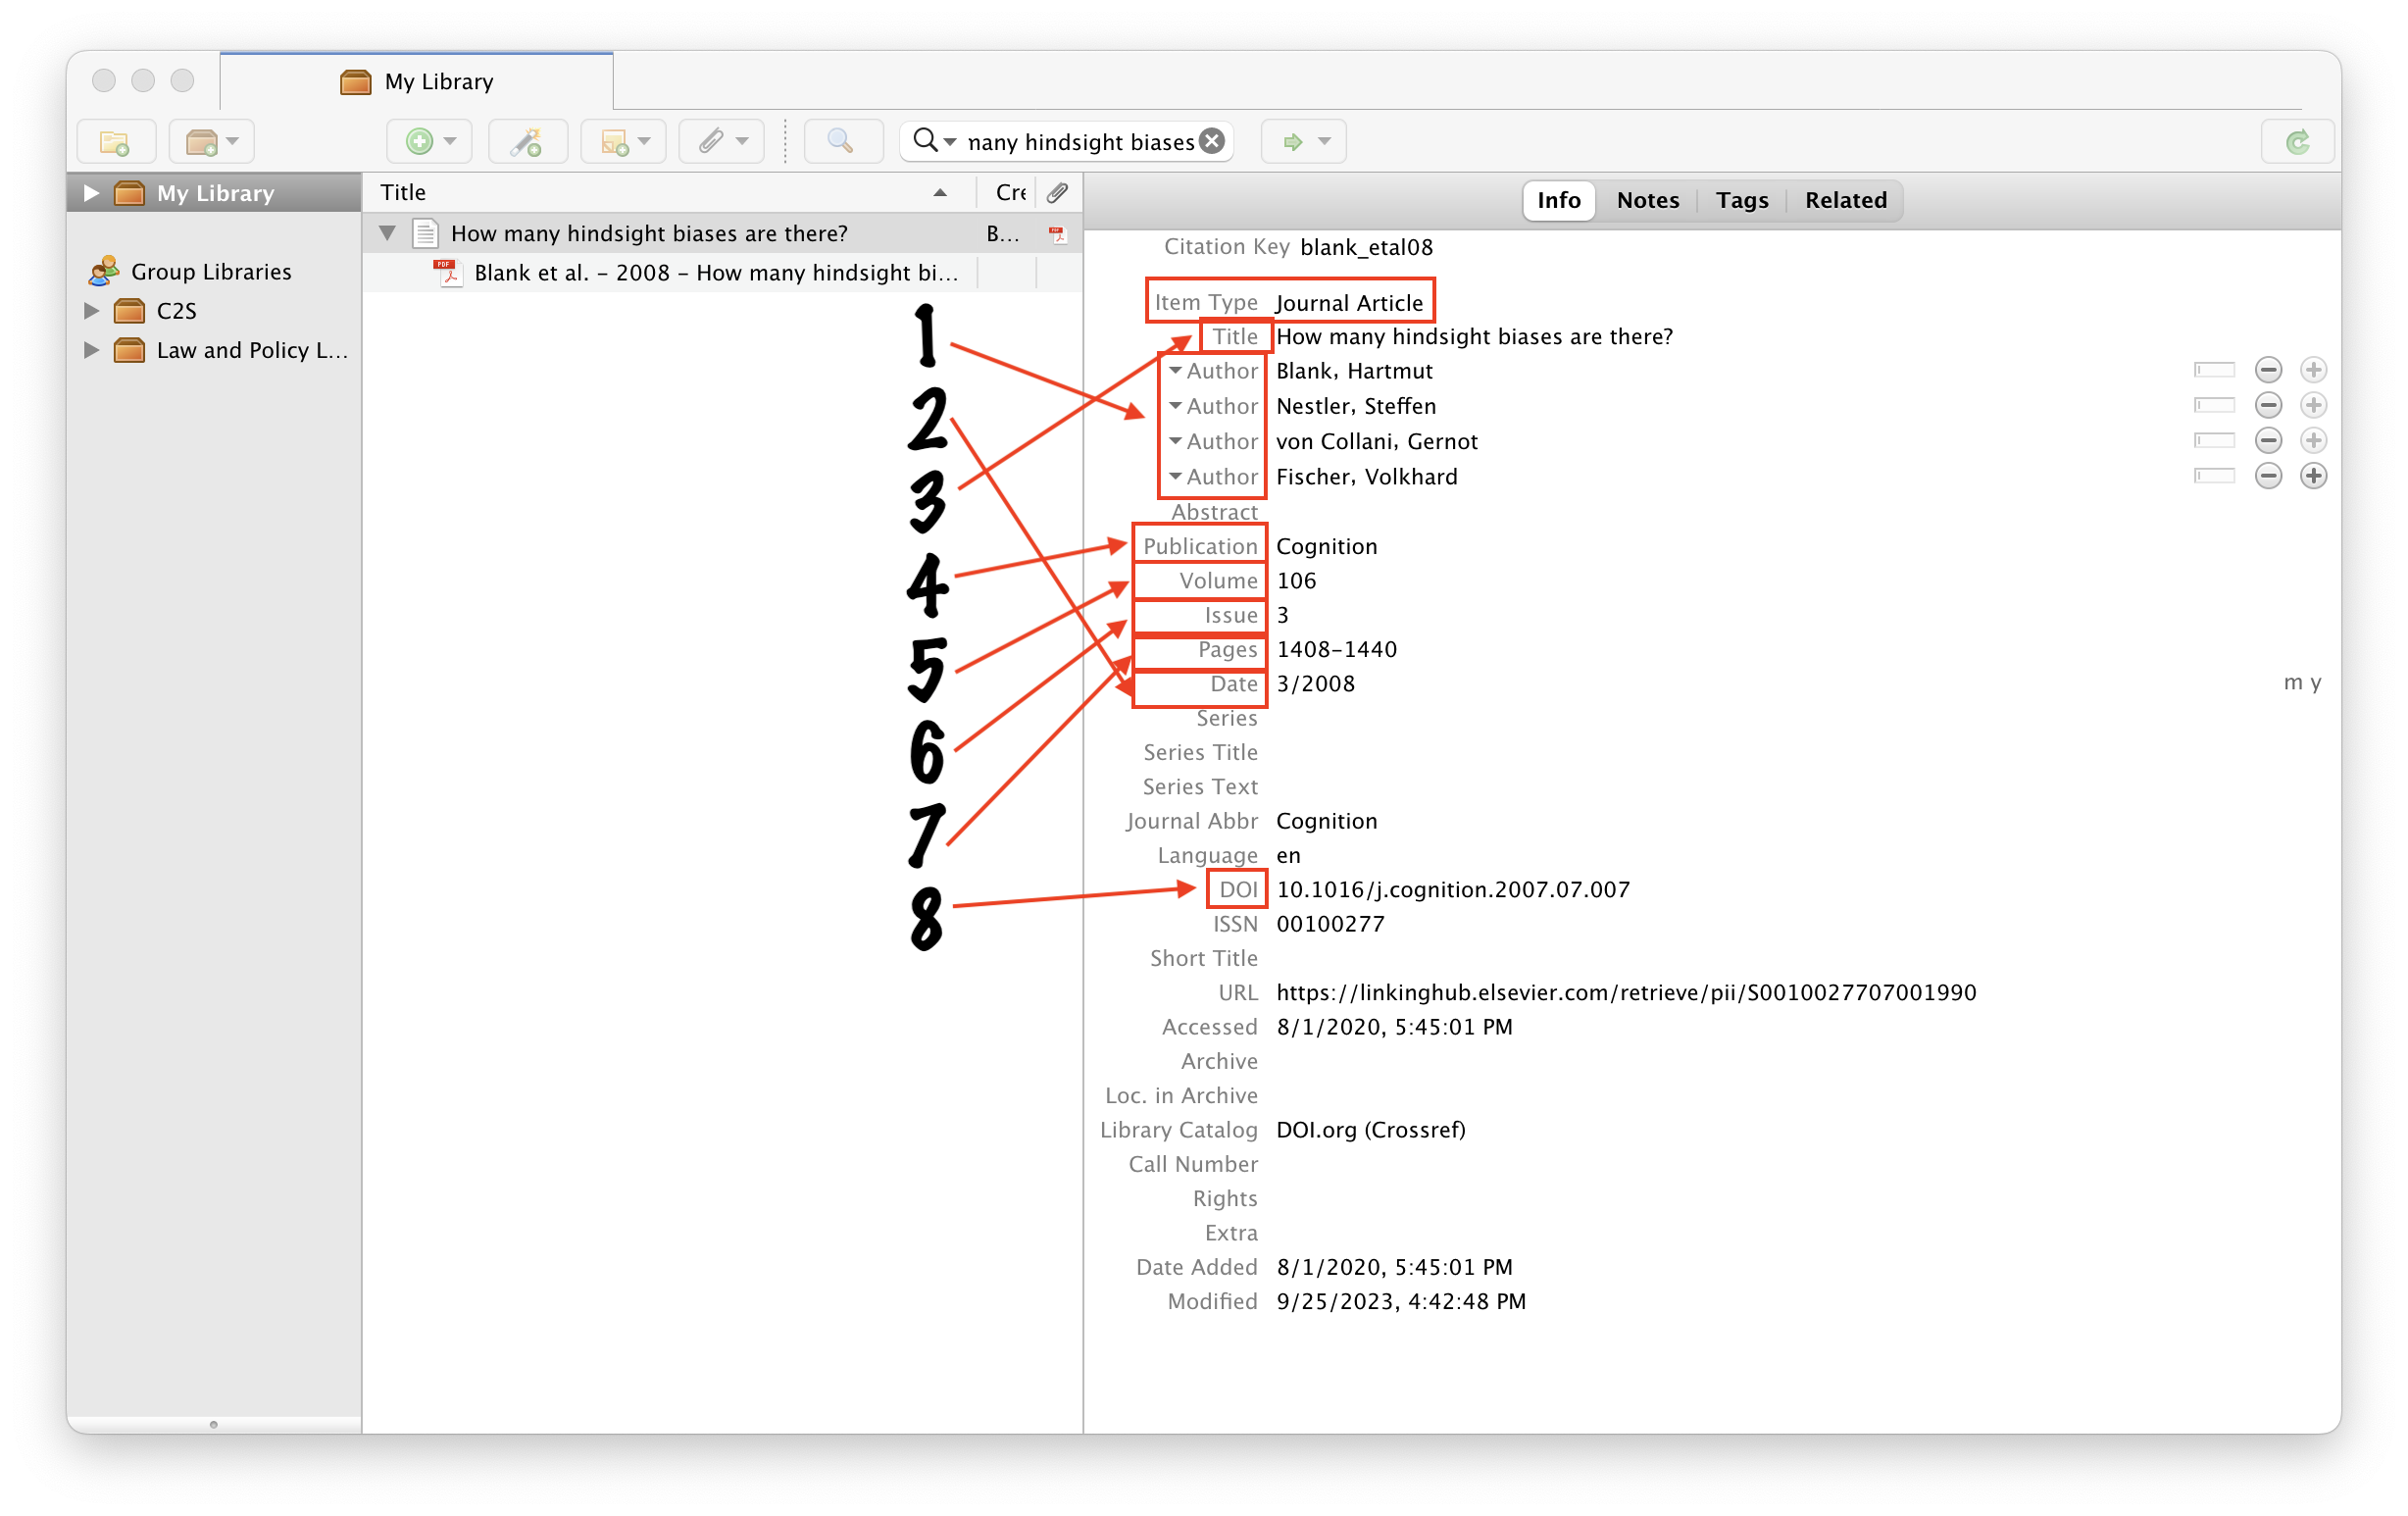 My Library
many hindsight biases
My Library
Group Libraries
C2S
Law and Policy L...
Title Cre
How many hindsight biases are there? B...
PDF Blank et al. - 2008 - How many hindsight bi...
1
2
3
4
5
6
7
8
Info Notes Tags Related
Citation Key blank_etal08
Item Type Journal Article
Title How many hindsight biases are there?
Author Blank, Hartmut
Author Nestler, Steffen
Author von Collani, Gernot
Author Fischer, Volkhard
Abstract
Publication Cognition
Volume 106
Issue 3
Pages 1408-1440
Date 3/2008 m y
Series
Series Title
Series Text
Journal Abbr Cognition
Language en
DOI 10.1016/j.cognition.2007.07.007
ISSN 00100277
Short Title
URL https://linkinghub.elsevier.com/retrieve/pii/S0010027707001990
Accessed 8/1/2020, 5:45:01 PM
Archive
Loc. in Archive
Library Catalog DOI.org (Crossref)
Call Number
Rights
Extra
Date Added 8/1/2020, 5:45:01 PM
Modified 9/25/2023, 4:42:48 PM